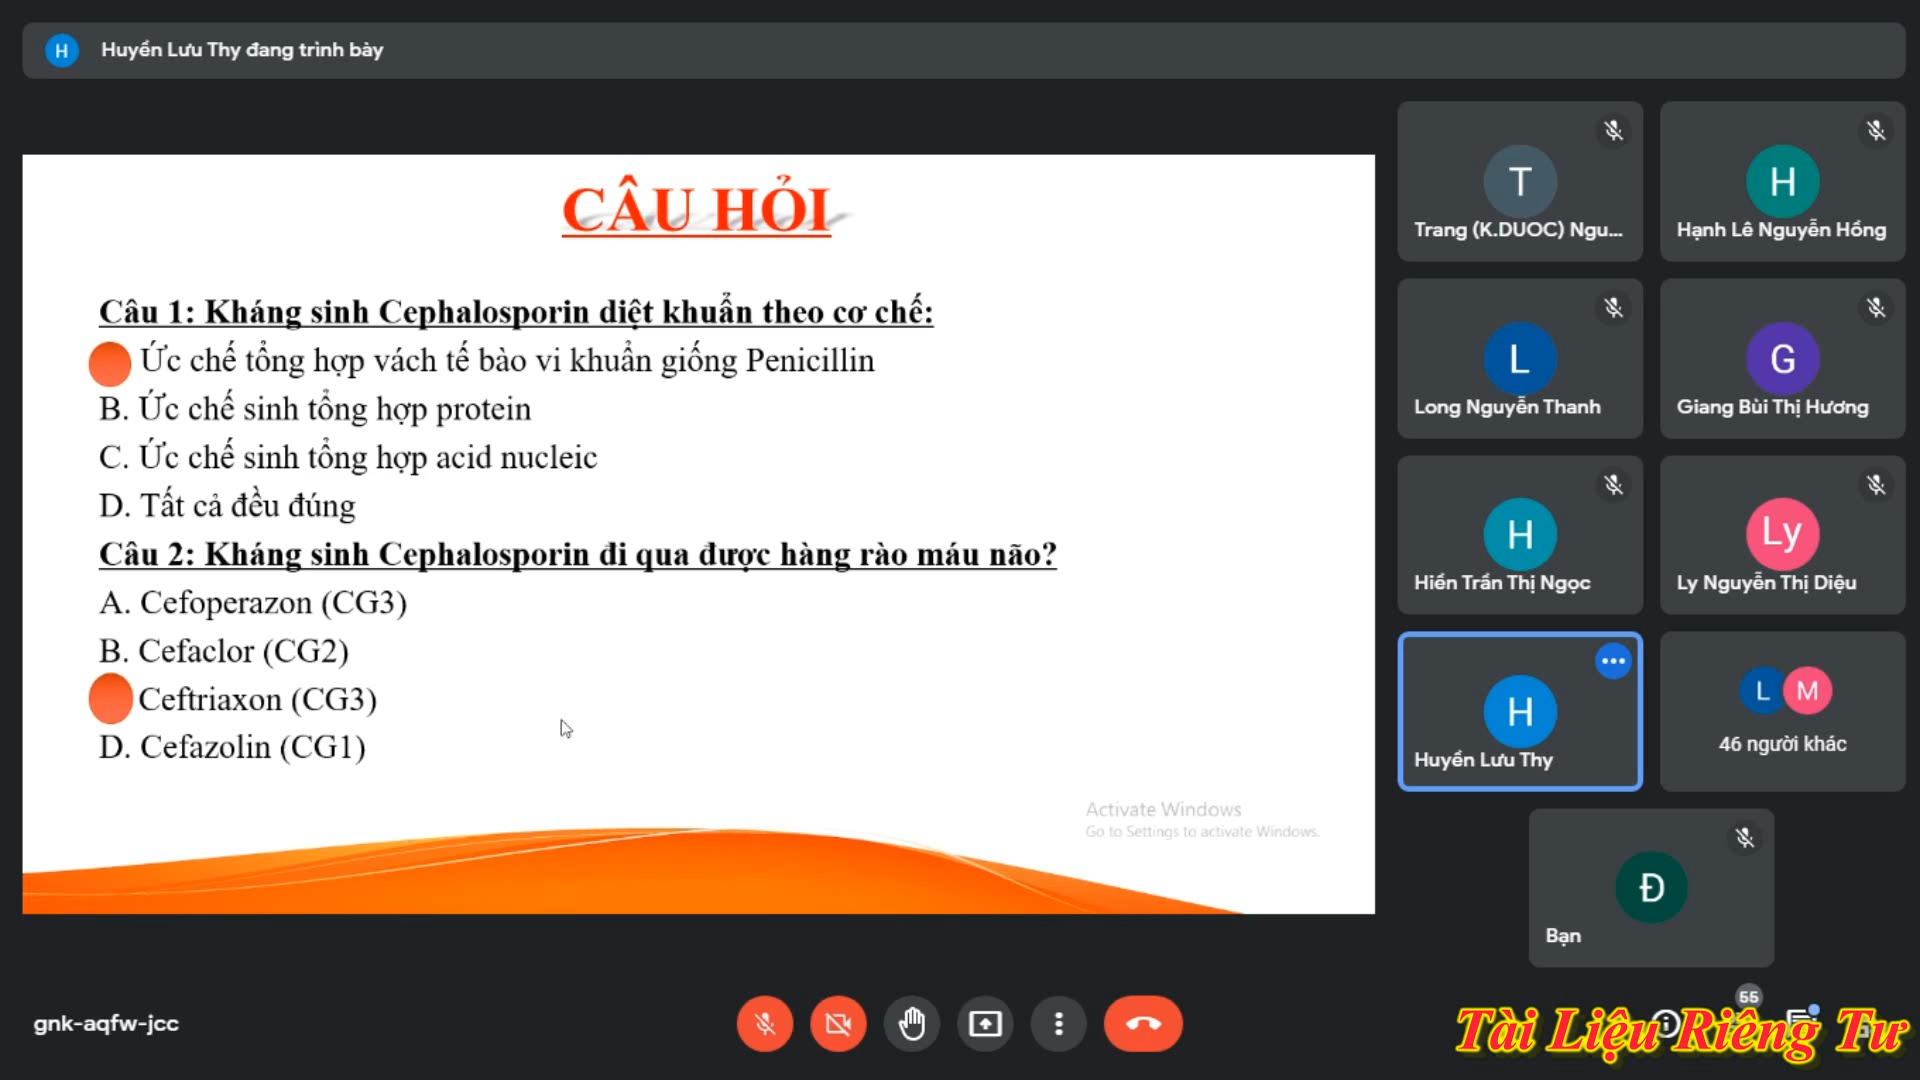 H Huyền Lưu Thy đang trình bày
CÂU HỎI
Câu 1: Kháng sinh Cephalosporin diệt khuẩn theo cơ chế:
Ức chế tổng hợp vách tế bào vi khuẩn giống Penicillin
B. Ức chế sinh tổng hợp protein
C. Ức chế sinh tổng hợp acid nucleic
D. Tất cả đều đúng
Câu 2: Kháng sinh Cephalosporin đi qua được hàng rào máu não?
A. Cefoperazon (CG3)
B. Cefaclor (CG2)
Ceftriaxon (CG3)
D. Cefazolin (CG1)
Activate Windows
Go to Settings to activate Windows.
T
Trang (K.DUOC) Ngu...
H
Hạnh Lê Nguyễn Hồng
L
Long Nguyễn Thanh
G
Giang Bùi Thị Hương
H
Hiền Trần Thị Ngọc
Ly
Ly Nguyễn Thị Diệu
H
Huyền Lưu Thy
L M
46 người khác
Đ
Bạn
gnk-aqfw-jcc
55
Tài Liệu Riêng Tư